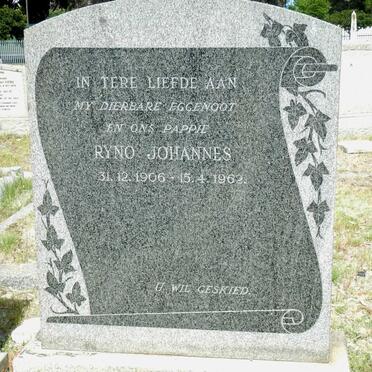 IN TERE LIEFDE AAN
MY DIERBARE EGGENOOT
EN ONS PAPPIE
RYNO JOHANNES
31.12.1906 - 15.4.1962.
U WIL GESKIED.